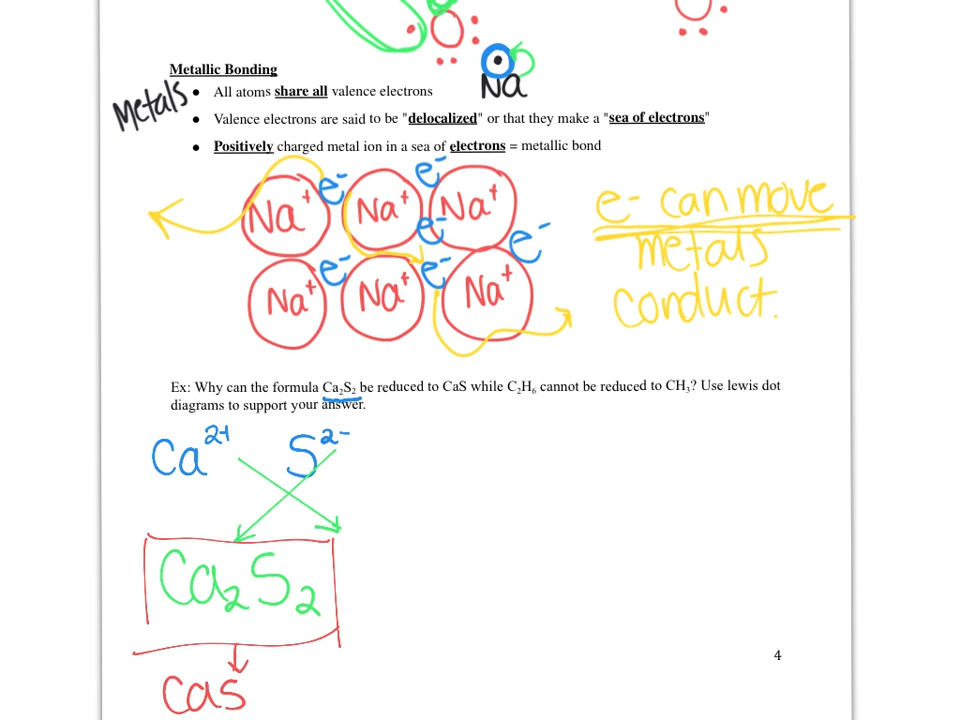 Na
Metallic Bonding
Metals
• All atoms share all valence electrons
• Valence electrons are said to be "delocalized" or that they make a "sea of electrons"
• Positively charged metal ion in a sea of electrons = metallic bond
Na⁺ e⁻ Na⁺ e⁻ Na⁺
e⁻ e⁻
Na⁺ e⁻ Na⁺ e⁻ Na⁺
e- can move
metals
conduct.
Ex: Why can the formula Ca₂S₂ be reduced to CaS while C₂H₆ cannot be reduced to CH₃? Use lewis dot
diagrams to support your answer.
Ca²⁺ S²⁻
Ca₂S₂
CaS
4